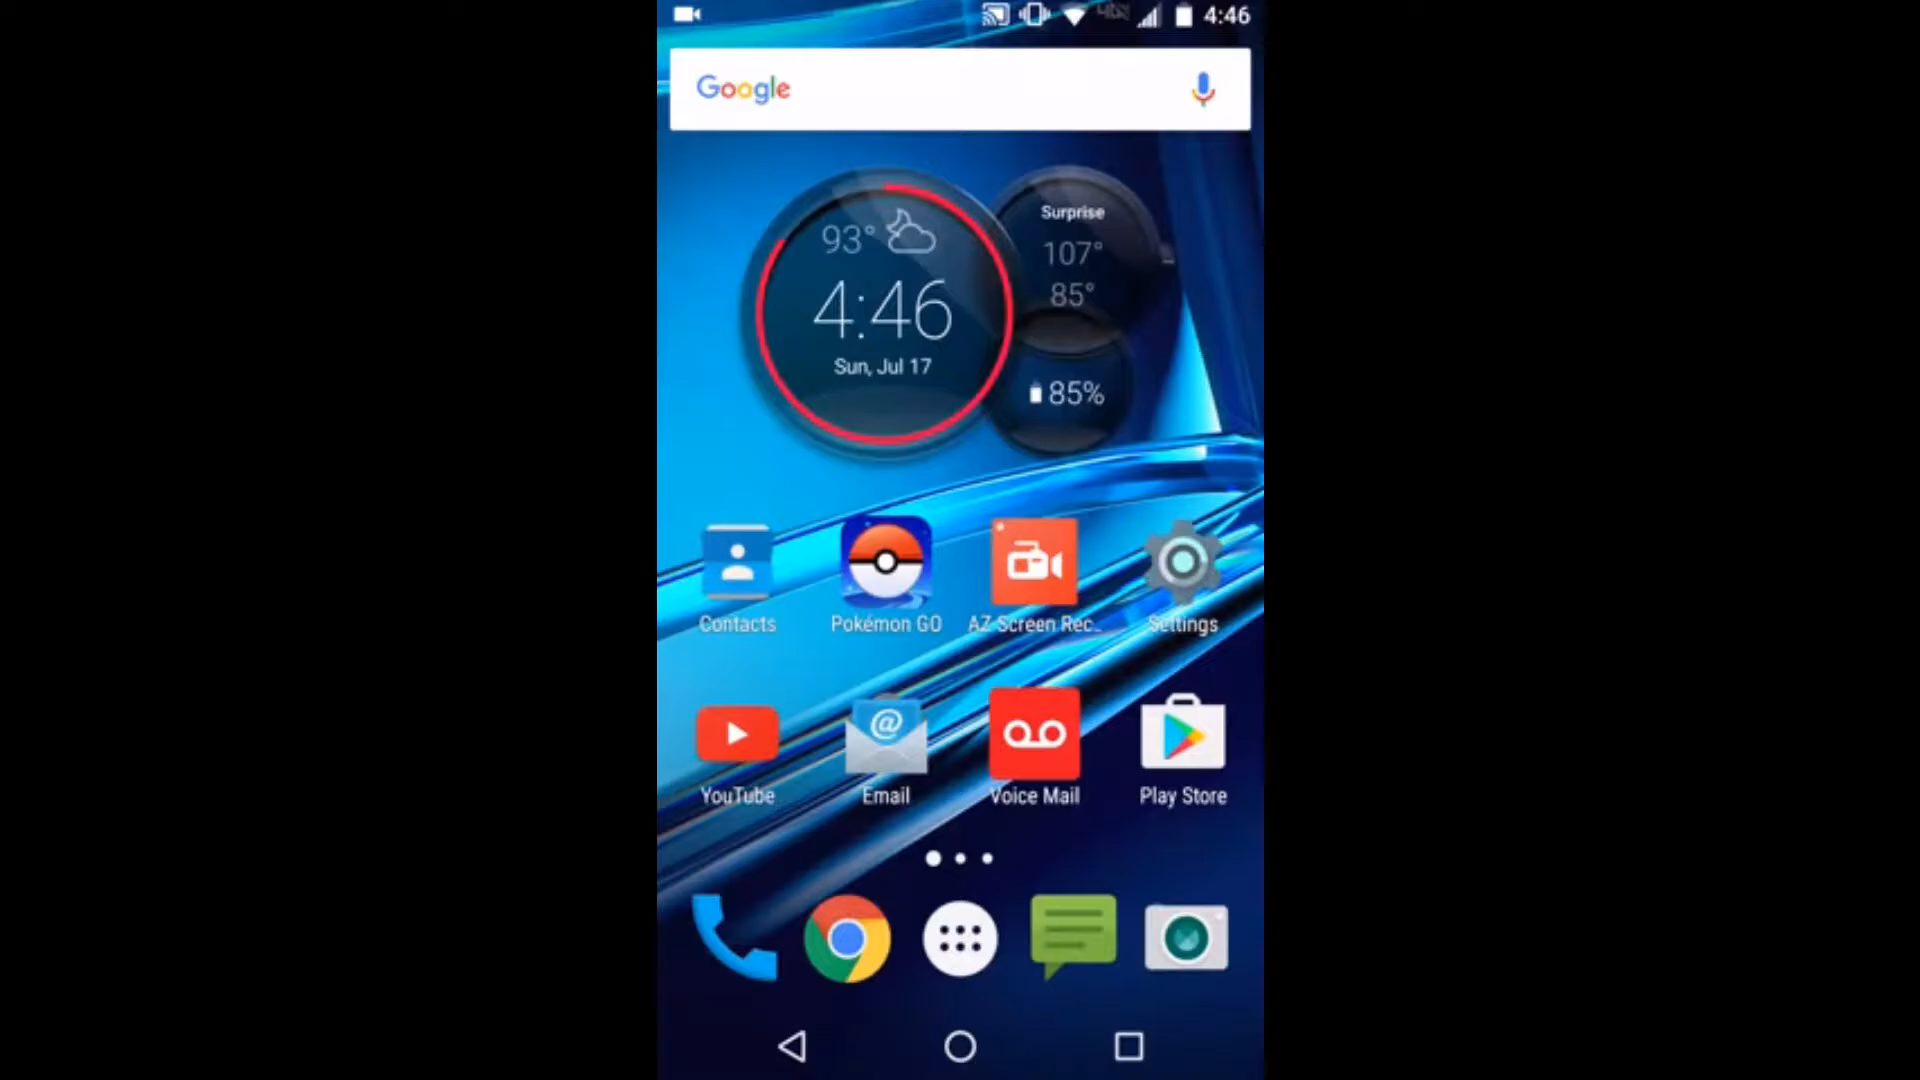 4:46
Google
93°
4:46
Sun, Jul 17
Surprise
107°
85°
85%
Contacts
Pokémon GO
AZ Screen Rec...
Settings
YouTube
Email
Voice Mail
Play Store